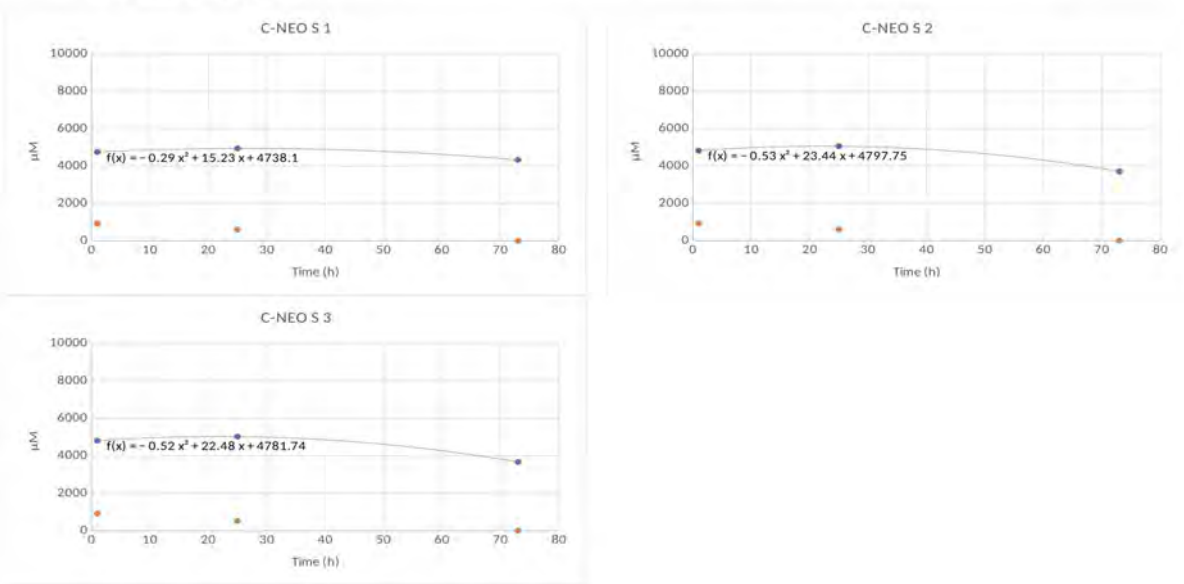 C-NEO S 1
10000
8000
6000
4000
2000
0
µM
f(x) = − 0.29 x² + 15.23 x + 4738.1
0 10 20 30 40 50 60 70 80
Time (h)
C-NEO S 2
10000
8000
6000
4000
2000
0
µM
f(x) = − 0.53 x² + 23.44 x + 4797.75
0 10 20 30 40 50 60 70 80
Time (h)
C-NEO S 3
10000
8000
6000
4000
2000
0
µM
f(x) = − 0.52 x² + 22.48 x + 4781.74
0 10 20 30 40 50 60 70 80
Time (h)